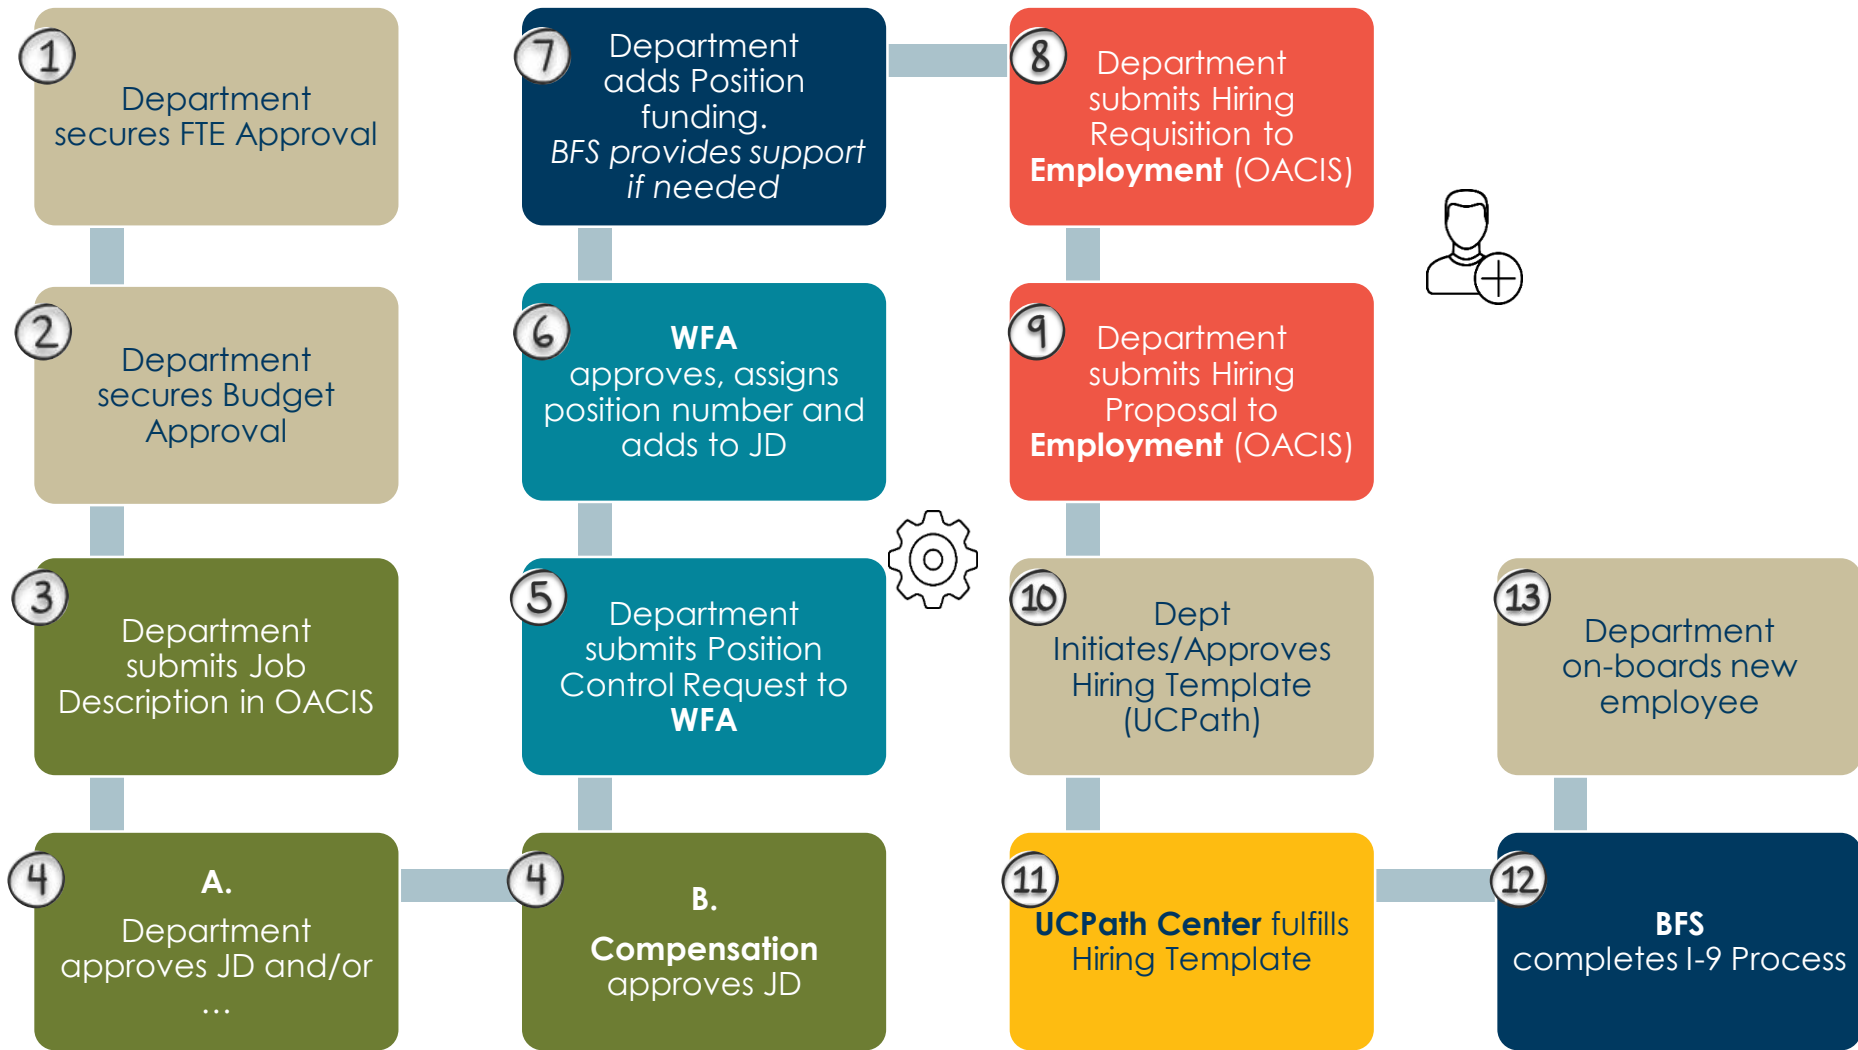 1
Department
secures FTE Approval
2
Department
secures Budget
Approval
3
Department
submits Job
Description in OACIS
4
A.
Department
approves JD and/or
...
4
B.
Compensation
approves JD
5
Department
submits Position
Control Request to
WFA
6
WFA
approves, assigns
position number and
adds to JD
7
Department
adds Position
funding.
BFS provides support
if needed
8
Department
submits Hiring
Requisition to
Employment (OACIS)
9
Department
submits Hiring
Proposal to
Employment (OACIS)
10
Dept
Initiates/Approves
Hiring Template
(UCPath)
11
UCPath Center fulfills
Hiring Template
12
BFS
completes I-9 Process
13
Department
on-boards new
employee